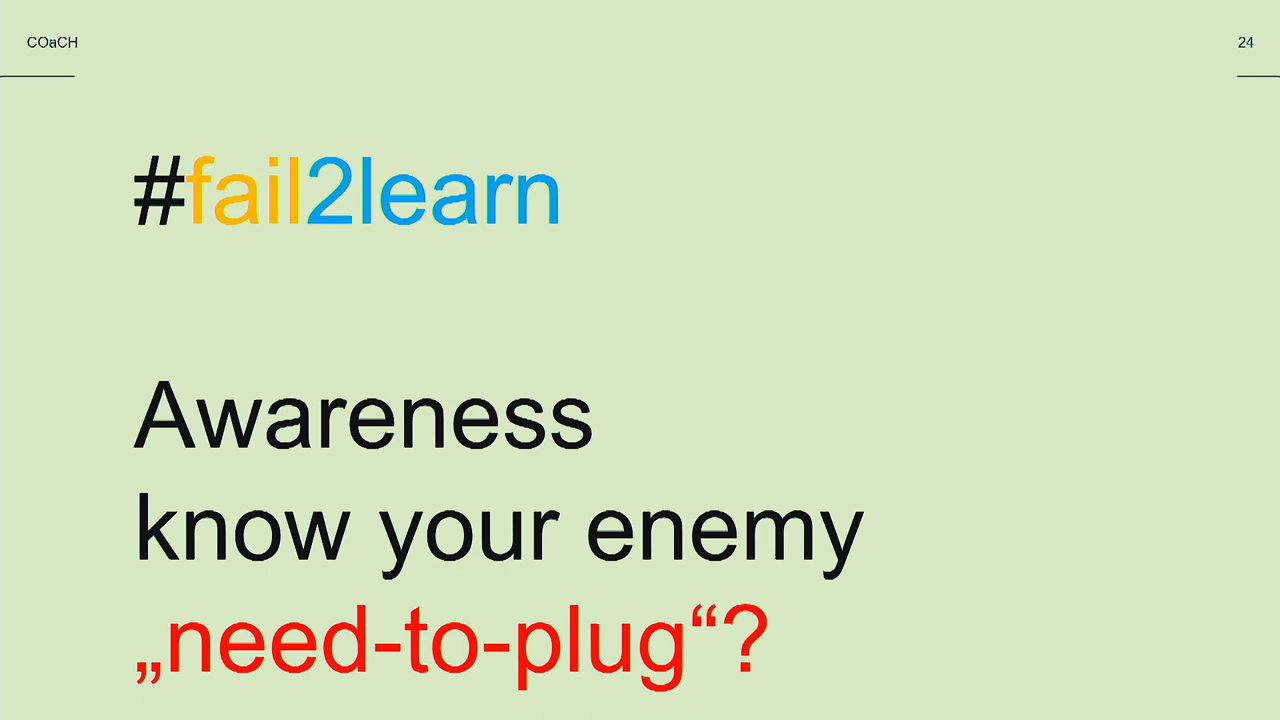 COaCH
24
#fail2learn
Awareness
know your enemy
„need-to-plug“?